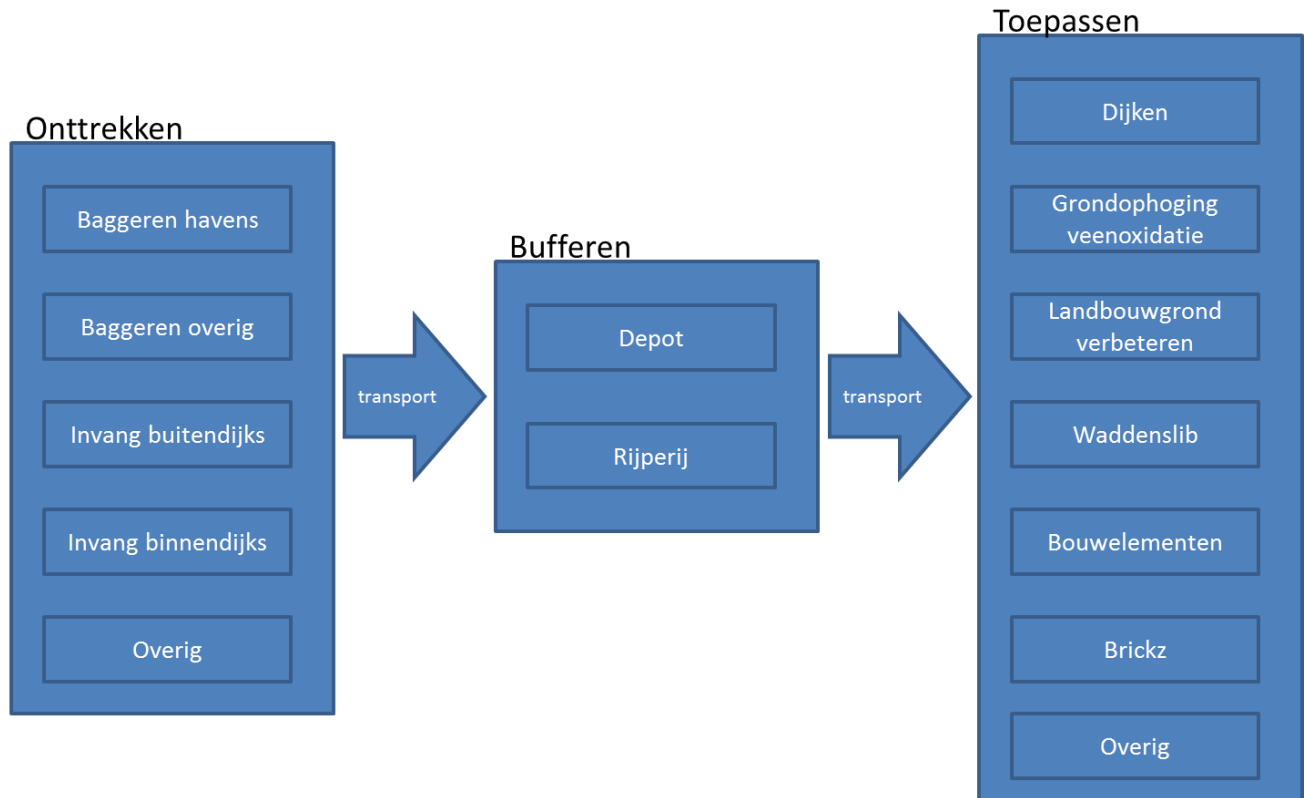 Onttrekken
Baggeren havens
Baggeren overig
Invang buitendijks
Invang binnendijks
Overig
transport
Bufferen
Depot
Rijperij
transport
Toepassen
Dijken
Grondophoging
veenoxidatie
Landbouwgrond
verbeteren
Waddenslib
Bouwelementen
Brickz
Overig